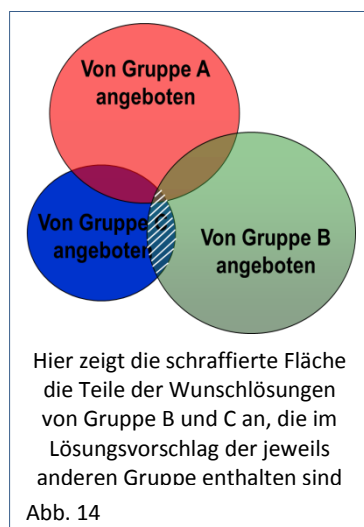 Von Gruppe A
angeboten
Von Gruppe C
angeboten
Von Gruppe B
angeboten
Hier zeigt die schraffierte Fläche
die Teile der Wunschlösungen
von Gruppe B und C an, die im
Lösungsvorschlag der jeweils
anderen Gruppe enthalten sind
Abb. 14